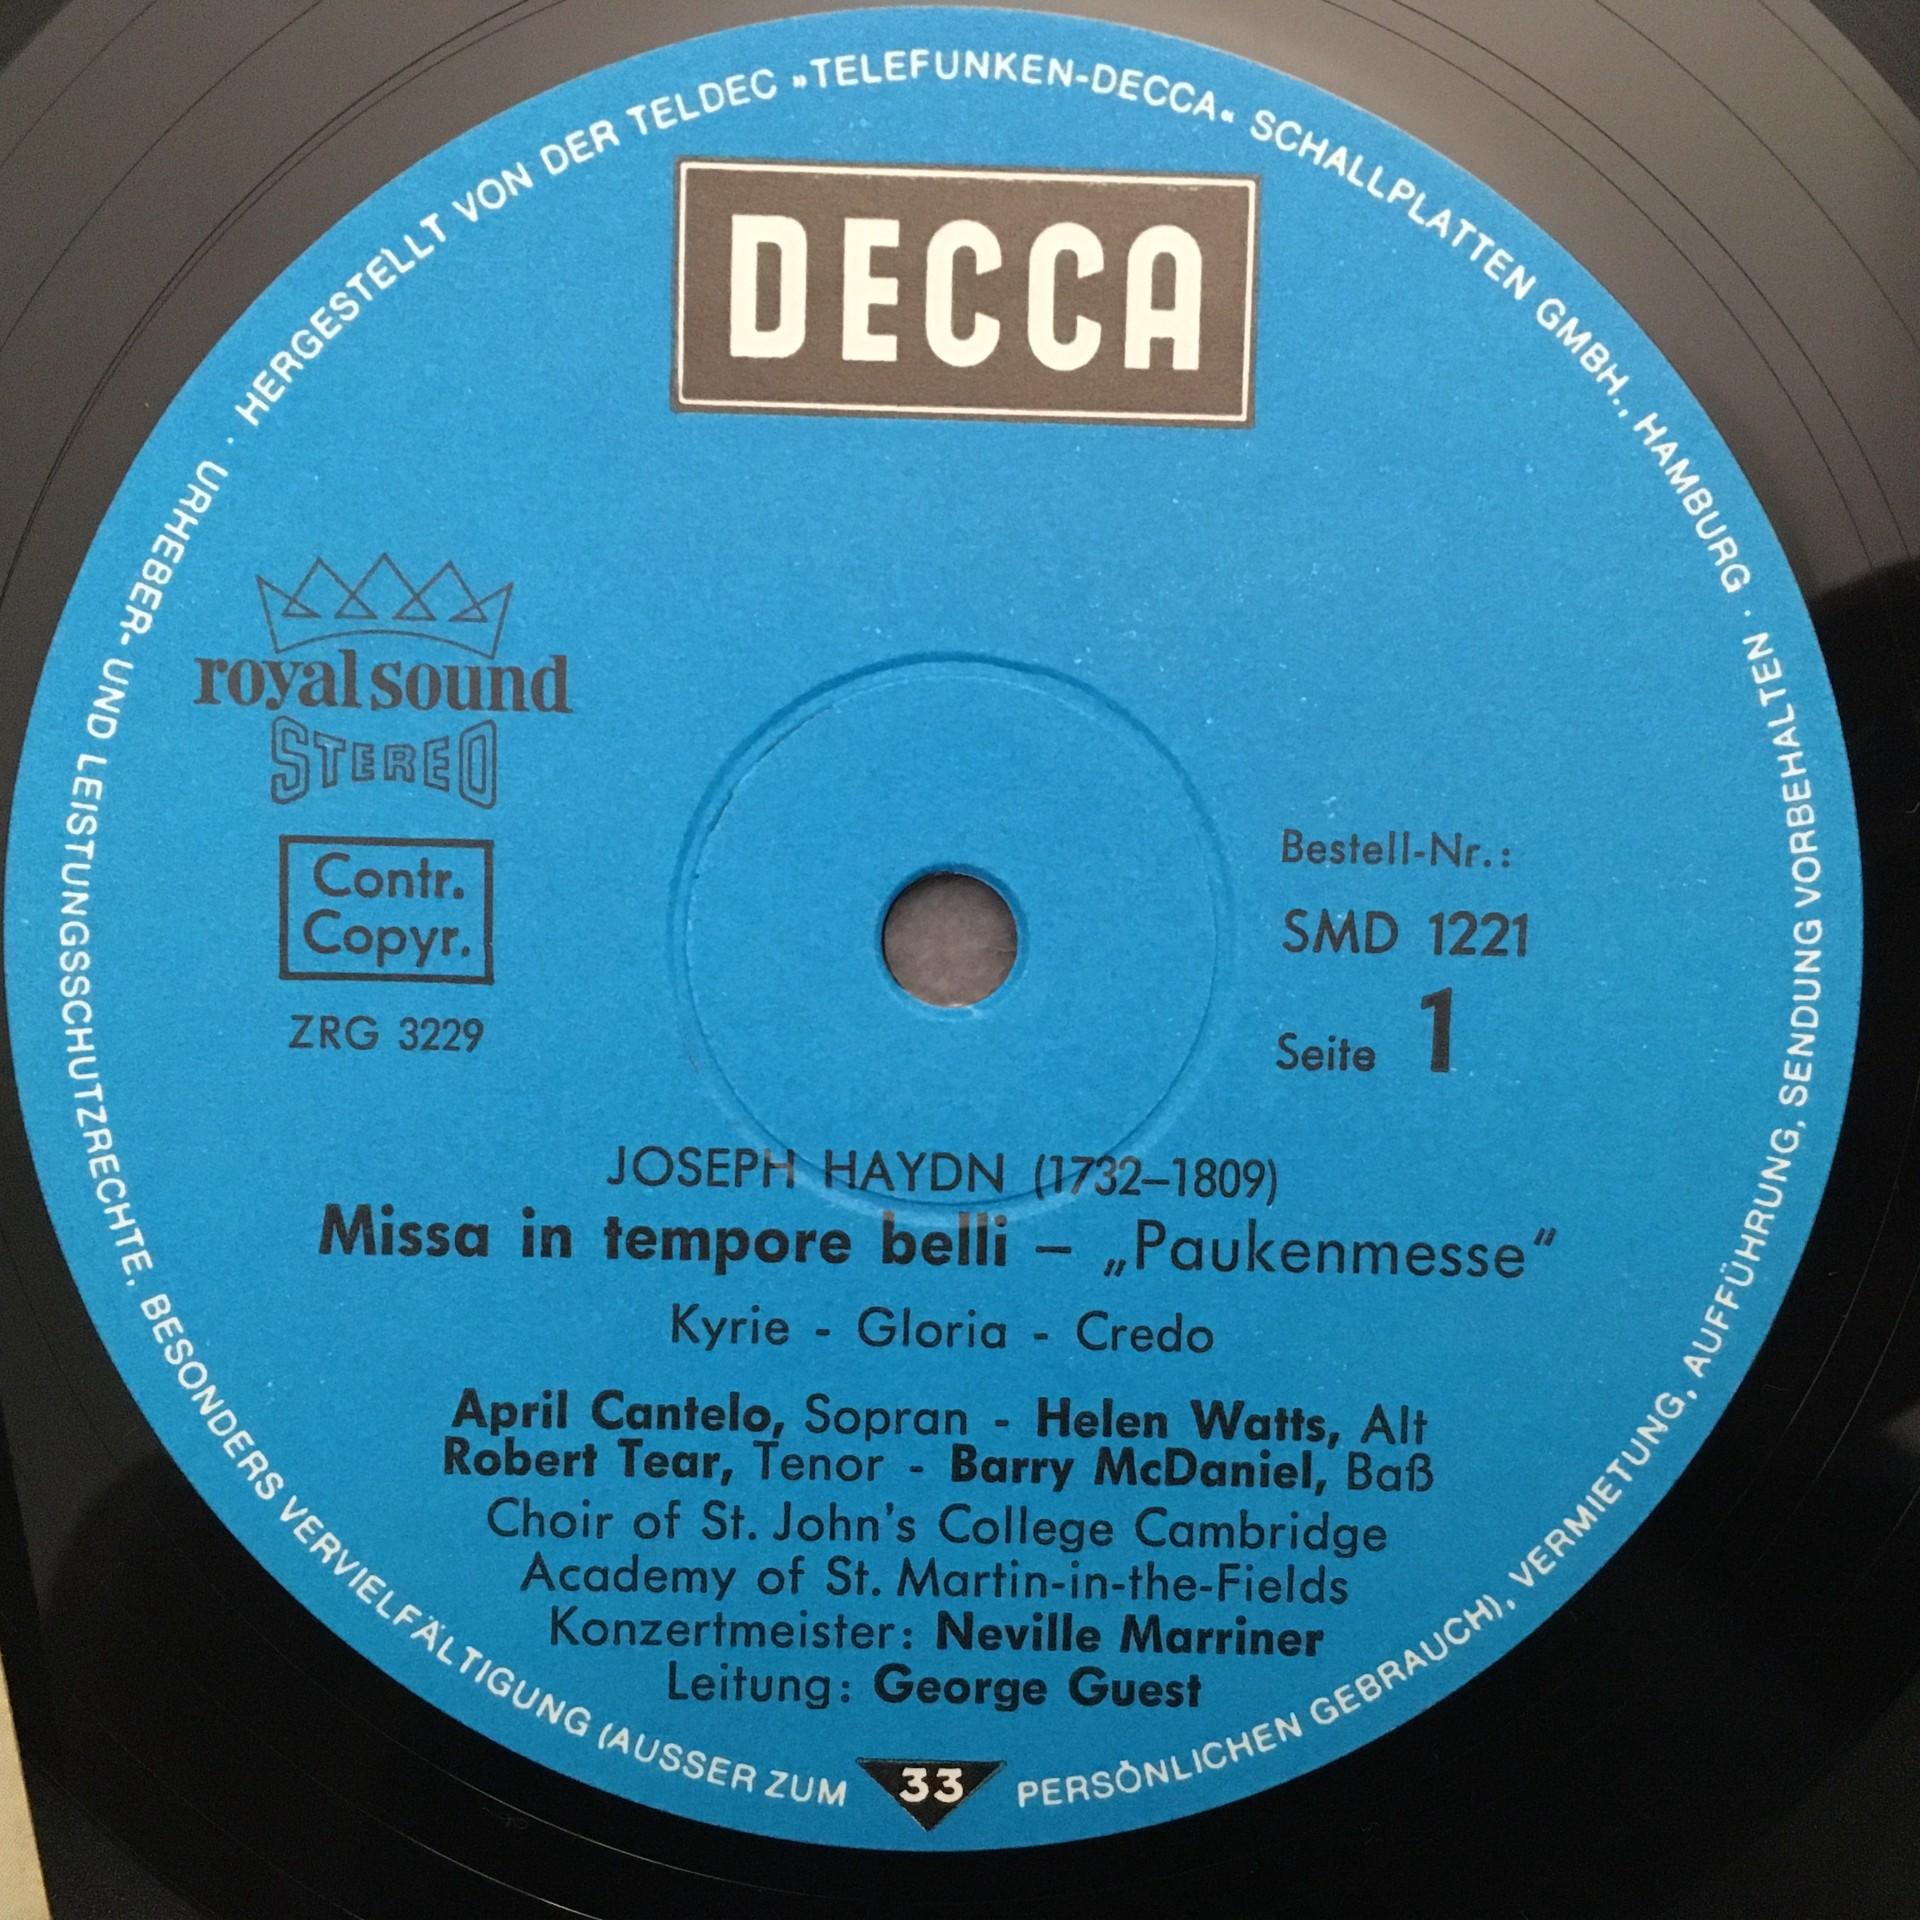 HERGESTELLT VON DER TELDEC »TELEFUNKEN-DECCA« SCHALLPLATTEN GMBH., HAMBURG · URHEBER- UND LEISTUNGSSCHUTZRECHTE, BESONDERS VERVIELFÄLTIGUNG (AUSSER ZUM PERSÖNLICHEN GEBRAUCH), VERMIETUNG, AUFFÜHRUNG, SENDUNG VORBEHALTEN ·
DECCA
royal sound
STEREO
Contr.
Copyr.
ZRG 3229
Bestell-Nr.:
SMD 1221
Seite 1
JOSEPH HAYDN (1732–1809)
Missa in tempore belli – „Paukenmesse“
Kyrie - Gloria - Credo
April Cantelo, Sopran - Helen Watts, Alt
Robert Tear, Tenor - Barry McDaniel, Baß
Choir of St. John's College Cambridge
Academy of St. Martin-in-the-Fields
Konzertmeister: Neville Marriner
Leitung: George Guest
33